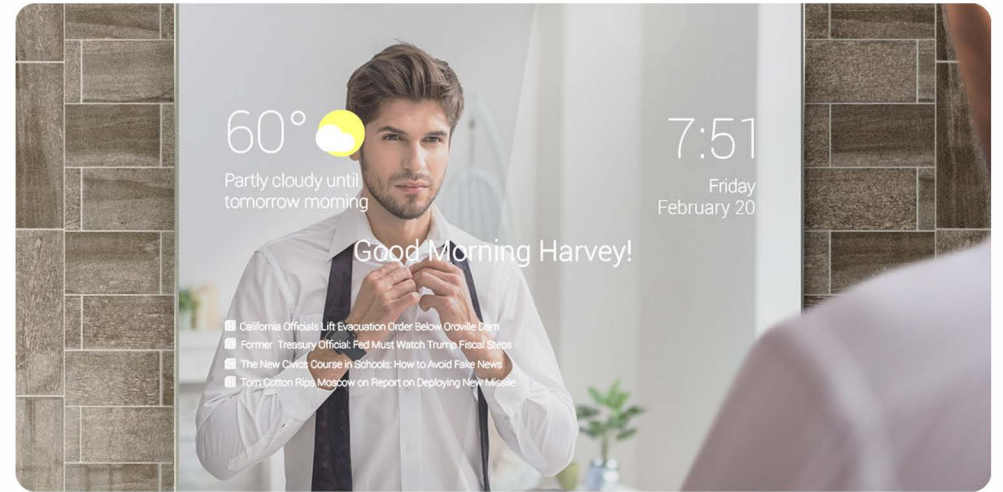 60°
Partly cloudy until
tomorrow morning
7:51
Friday
February 20
Good Morning Harvey!
California Officials Lift Evacuation Order Below Oroville Dam
Former Treasury Official: Fed Must Watch Trump Fiscal Steps
The New Civics Course in Schools: How to Avoid Fake News
Tom Cotton Rips Moscow on Report on Deploying New Missile